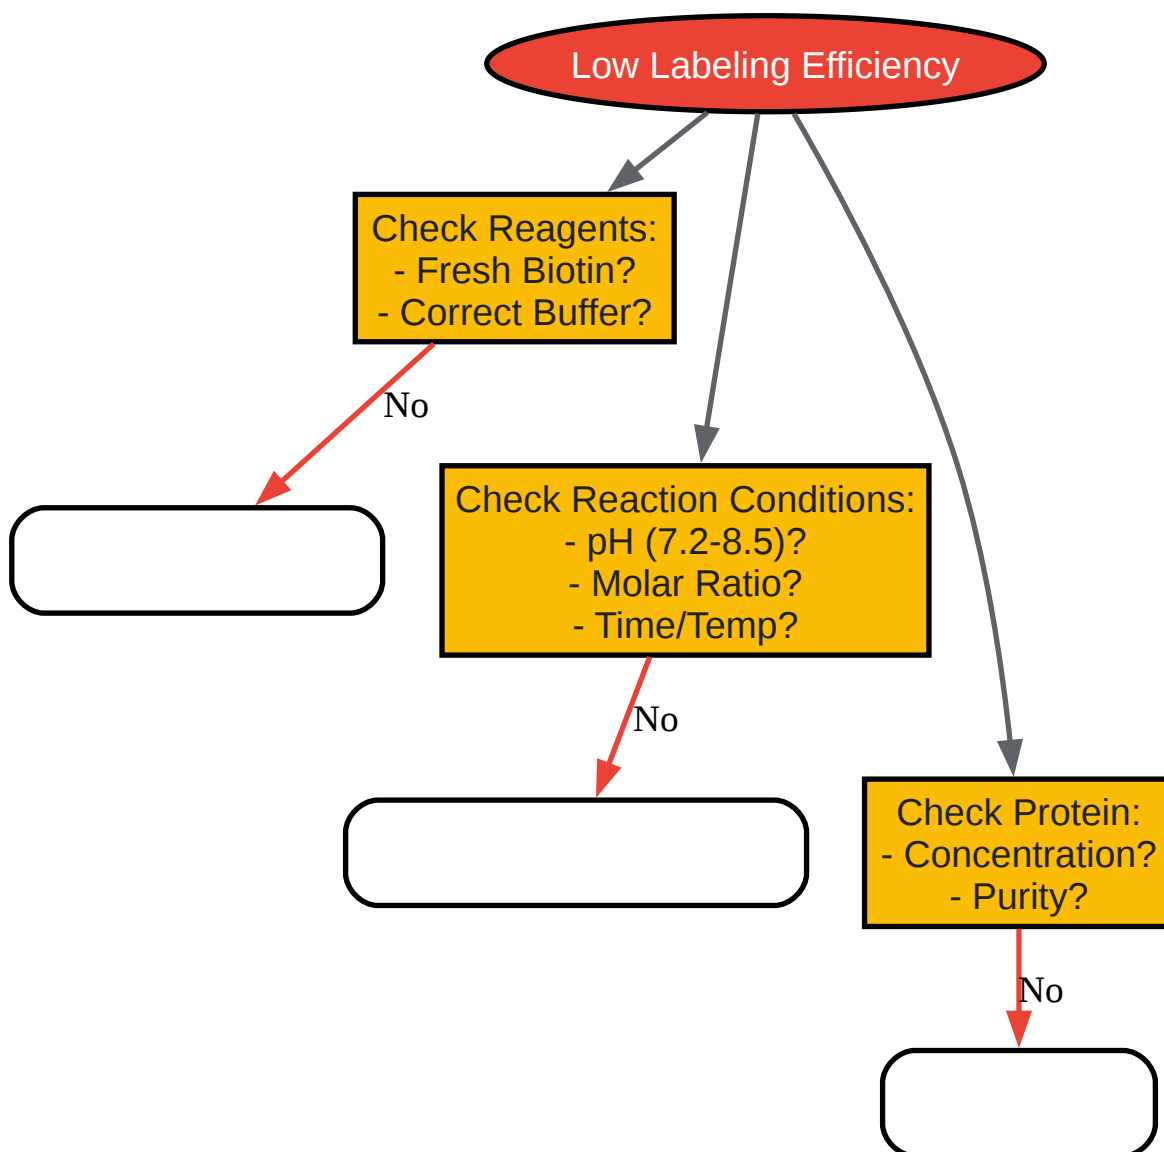 Low Labeling Efficiency
Check Reagents:
- Fresh Biotin?
- Correct Buffer?
No
Check Reaction Conditions:
- pH (7.2-8.5)?
- Molar Ratio?
- Time/Temp?
No
Check Protein:
- Concentration?
- Purity?
No